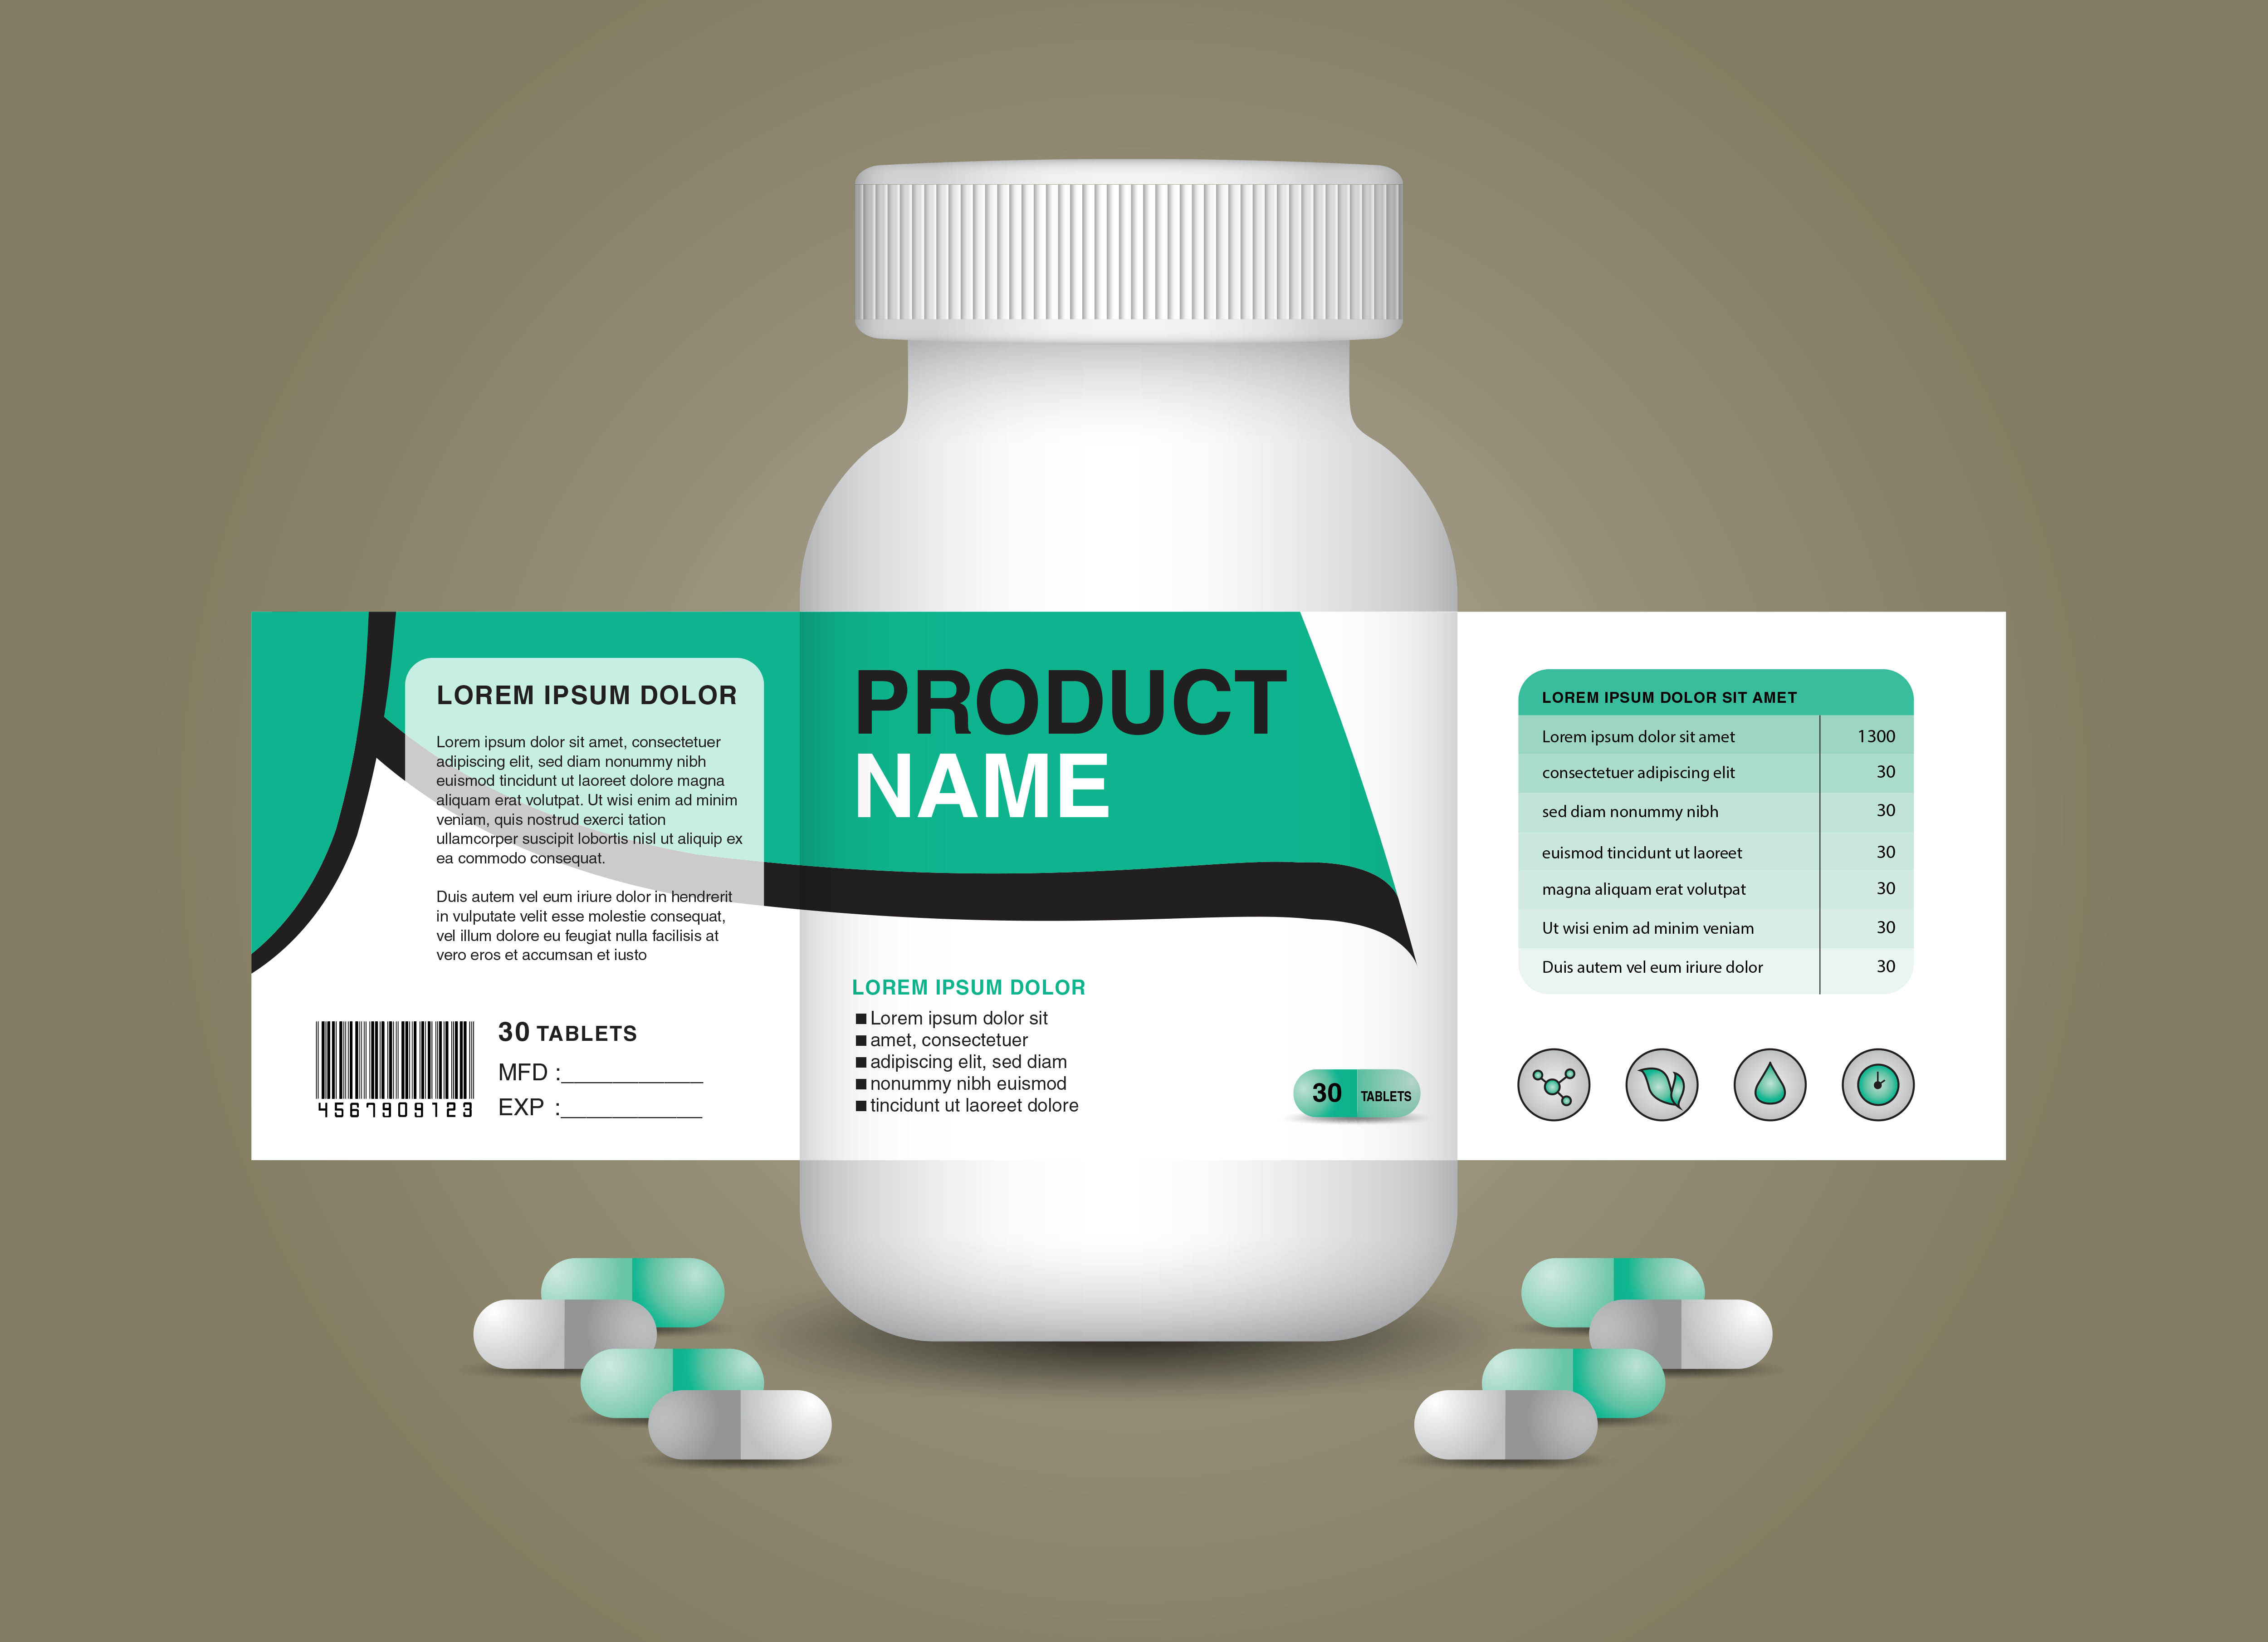 LOREM IPSUM DOLOR
Lorem ipsum dolor sit amet, consectetuer
adipiscing elit, sed diam nonummy nibh
euismod tincidunt ut laoreet dolore magna
aliquam erat volutpat. Ut wisi enim ad minim
veniam, quis nostrud exerci tation
ullamcorper suscipit lobortis nisl ut aliquip ex
ea commodo consequat.
Duis autem vel eum iriure dolor in hendrerit
in vulputate velit esse molestie consequat,
vel illum dolore eu feugiat nulla facilisis at
vero eros et accumsan et iusto
4567909123
30 TABLETS
MFD :____________
EXP :____________
PRODUCT
NAME
LOREM IPSUM DOLOR
■ Lorem ipsum dolor sit
■ amet, consectetuer
■ adipiscing elit, sed diam
■ nonummy nibh euismod
■ tincidunt ut laoreet dolore
30 TABLETS
LOREM IPSUM DOLOR SIT AMET
Lorem ipsum dolor sit amet 1300
consectetuer adipiscing elit 30
sed diam nonummy nibh 30
euismod tincidunt ut laoreet 30
magna aliquam erat volutpat 30
Ut wisi enim ad minim veniam 30
Duis autem vel eum iriure dolor 30